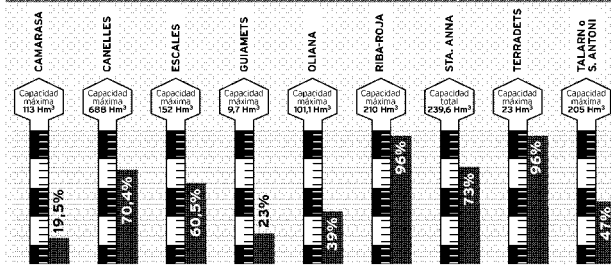 CAMARASA
Capacidad
máxima
113 Hm³
19,5%
CANELLES
Capacidad
máxima
688 Hm³
70,4%
ESCALES
Capacidad
máxima
152 Hm³
60,5%
GUIAMETS
Capacidad
máxima
9,7 Hm³
23%
OLIANA
Capacidad
máxima
101,1 Hm³
39%
RIBA-ROJA
Capacidad
máxima
210 Hm³
96%
STA. ANNA
Capacidad
total
239,6 Hm³
73%
TERRADETS
Capacidad
máxima
23 Hm³
96%
TALARN o
S. ANTONI
Capacidad
máxima
205 Hm³
47%